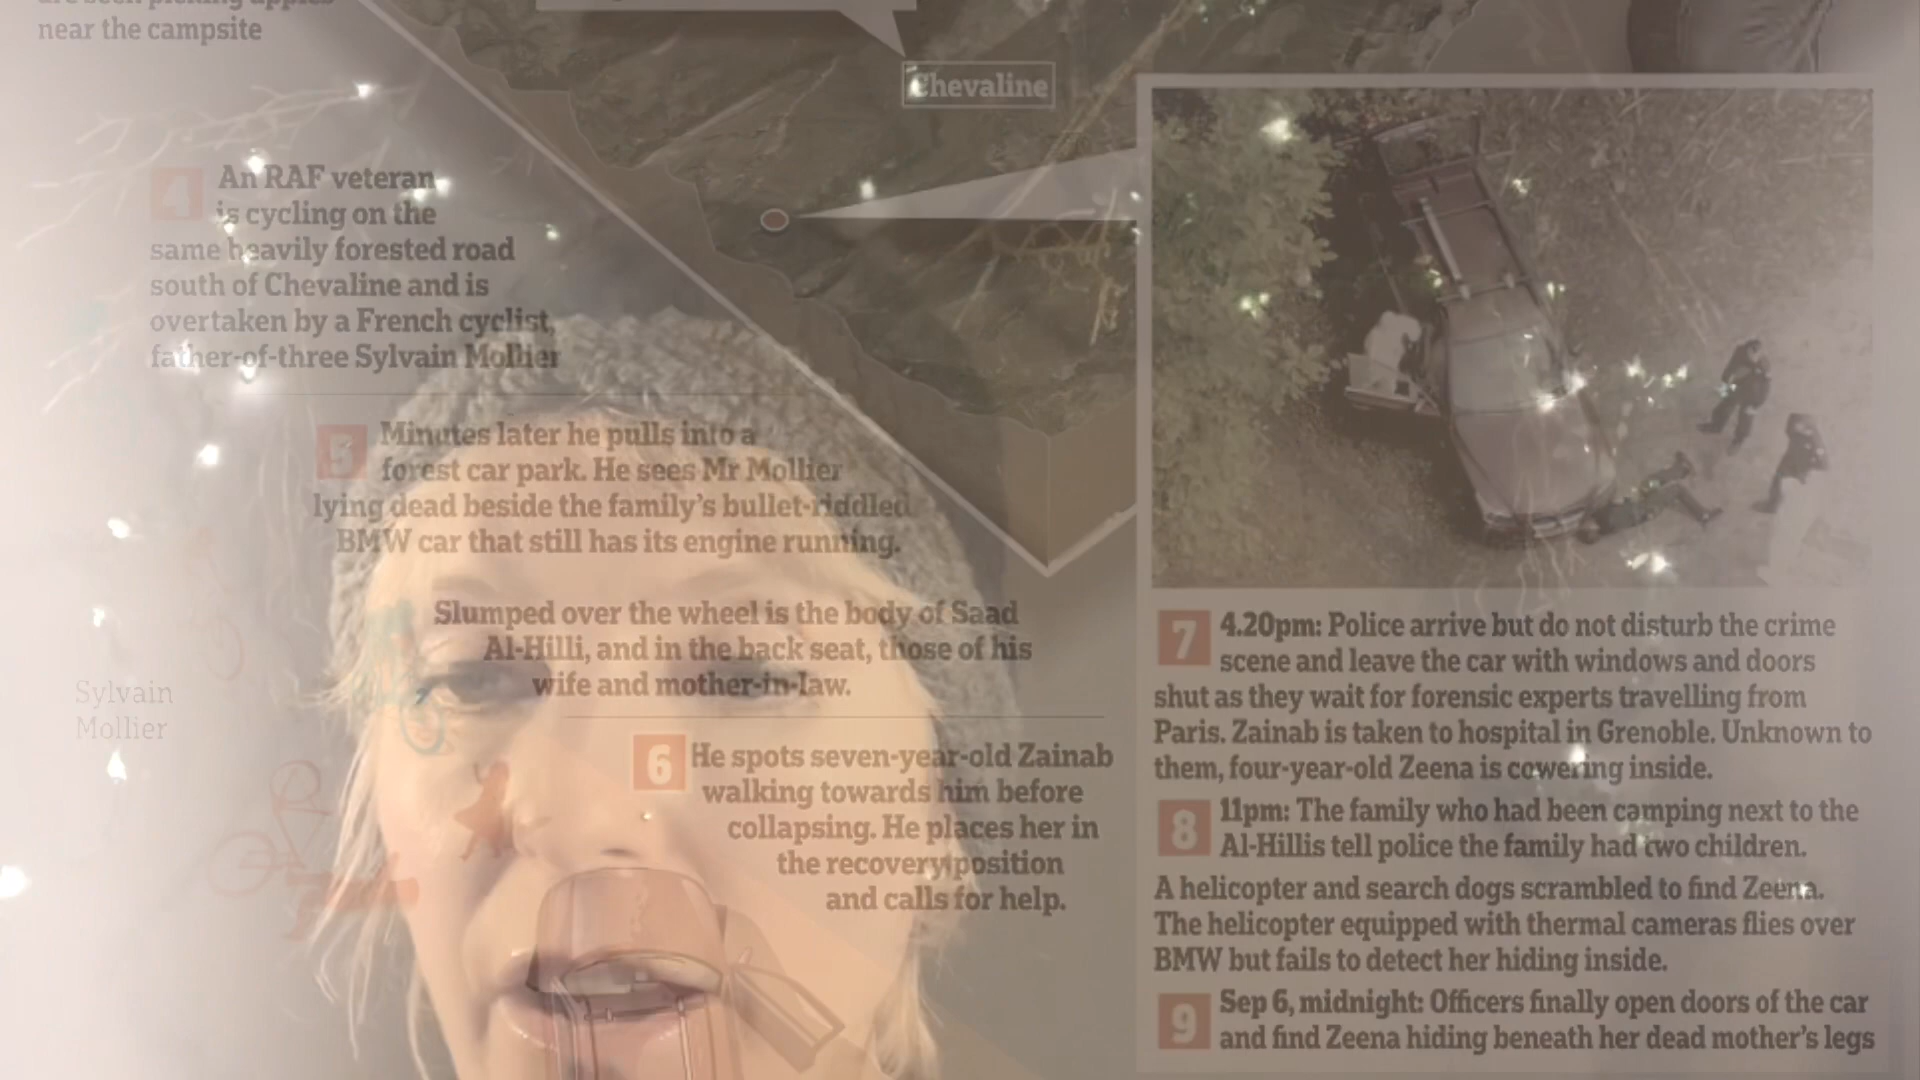 near the campsite
Chevaline
4 An RAF veteran
is cycling on the
same heavily forested road
south of Chevaline and is
overtaken by a French cyclist,
father-of-three Sylvain Mollier
5 Minutes later he pulls into a
forest car park. He sees Mr Mollier
lying dead beside the family's bullet-riddled
BMW car that still has its engine running.
Slumped over the wheel is the body of Saad
Al-Hilli, and in the back seat, those of his
wife and mother-in-law.
Sylvain
Mollier
6 He spots seven-year-old Zainab
walking towards him before
collapsing. He places her in
the recovery position
and calls for help.
7 4.20pm: Police arrive but do not disturb the crime
scene and leave the car with windows and doors
shut as they wait for forensic experts travelling from
Paris. Zainab is taken to hospital in Grenoble. Unknown to
them, four-year-old Zeena is cowering inside.
8 11pm: The family who had been camping next to the
Al-Hillis tell police the family had two children.
A helicopter and search dogs scrambled to find Zeena.
The helicopter equipped with thermal cameras flies over
BMW but fails to detect her hiding inside.
9 Sep 6, midnight: Officers finally open doors of the car
and find Zeena hiding beneath her dead mother's legs